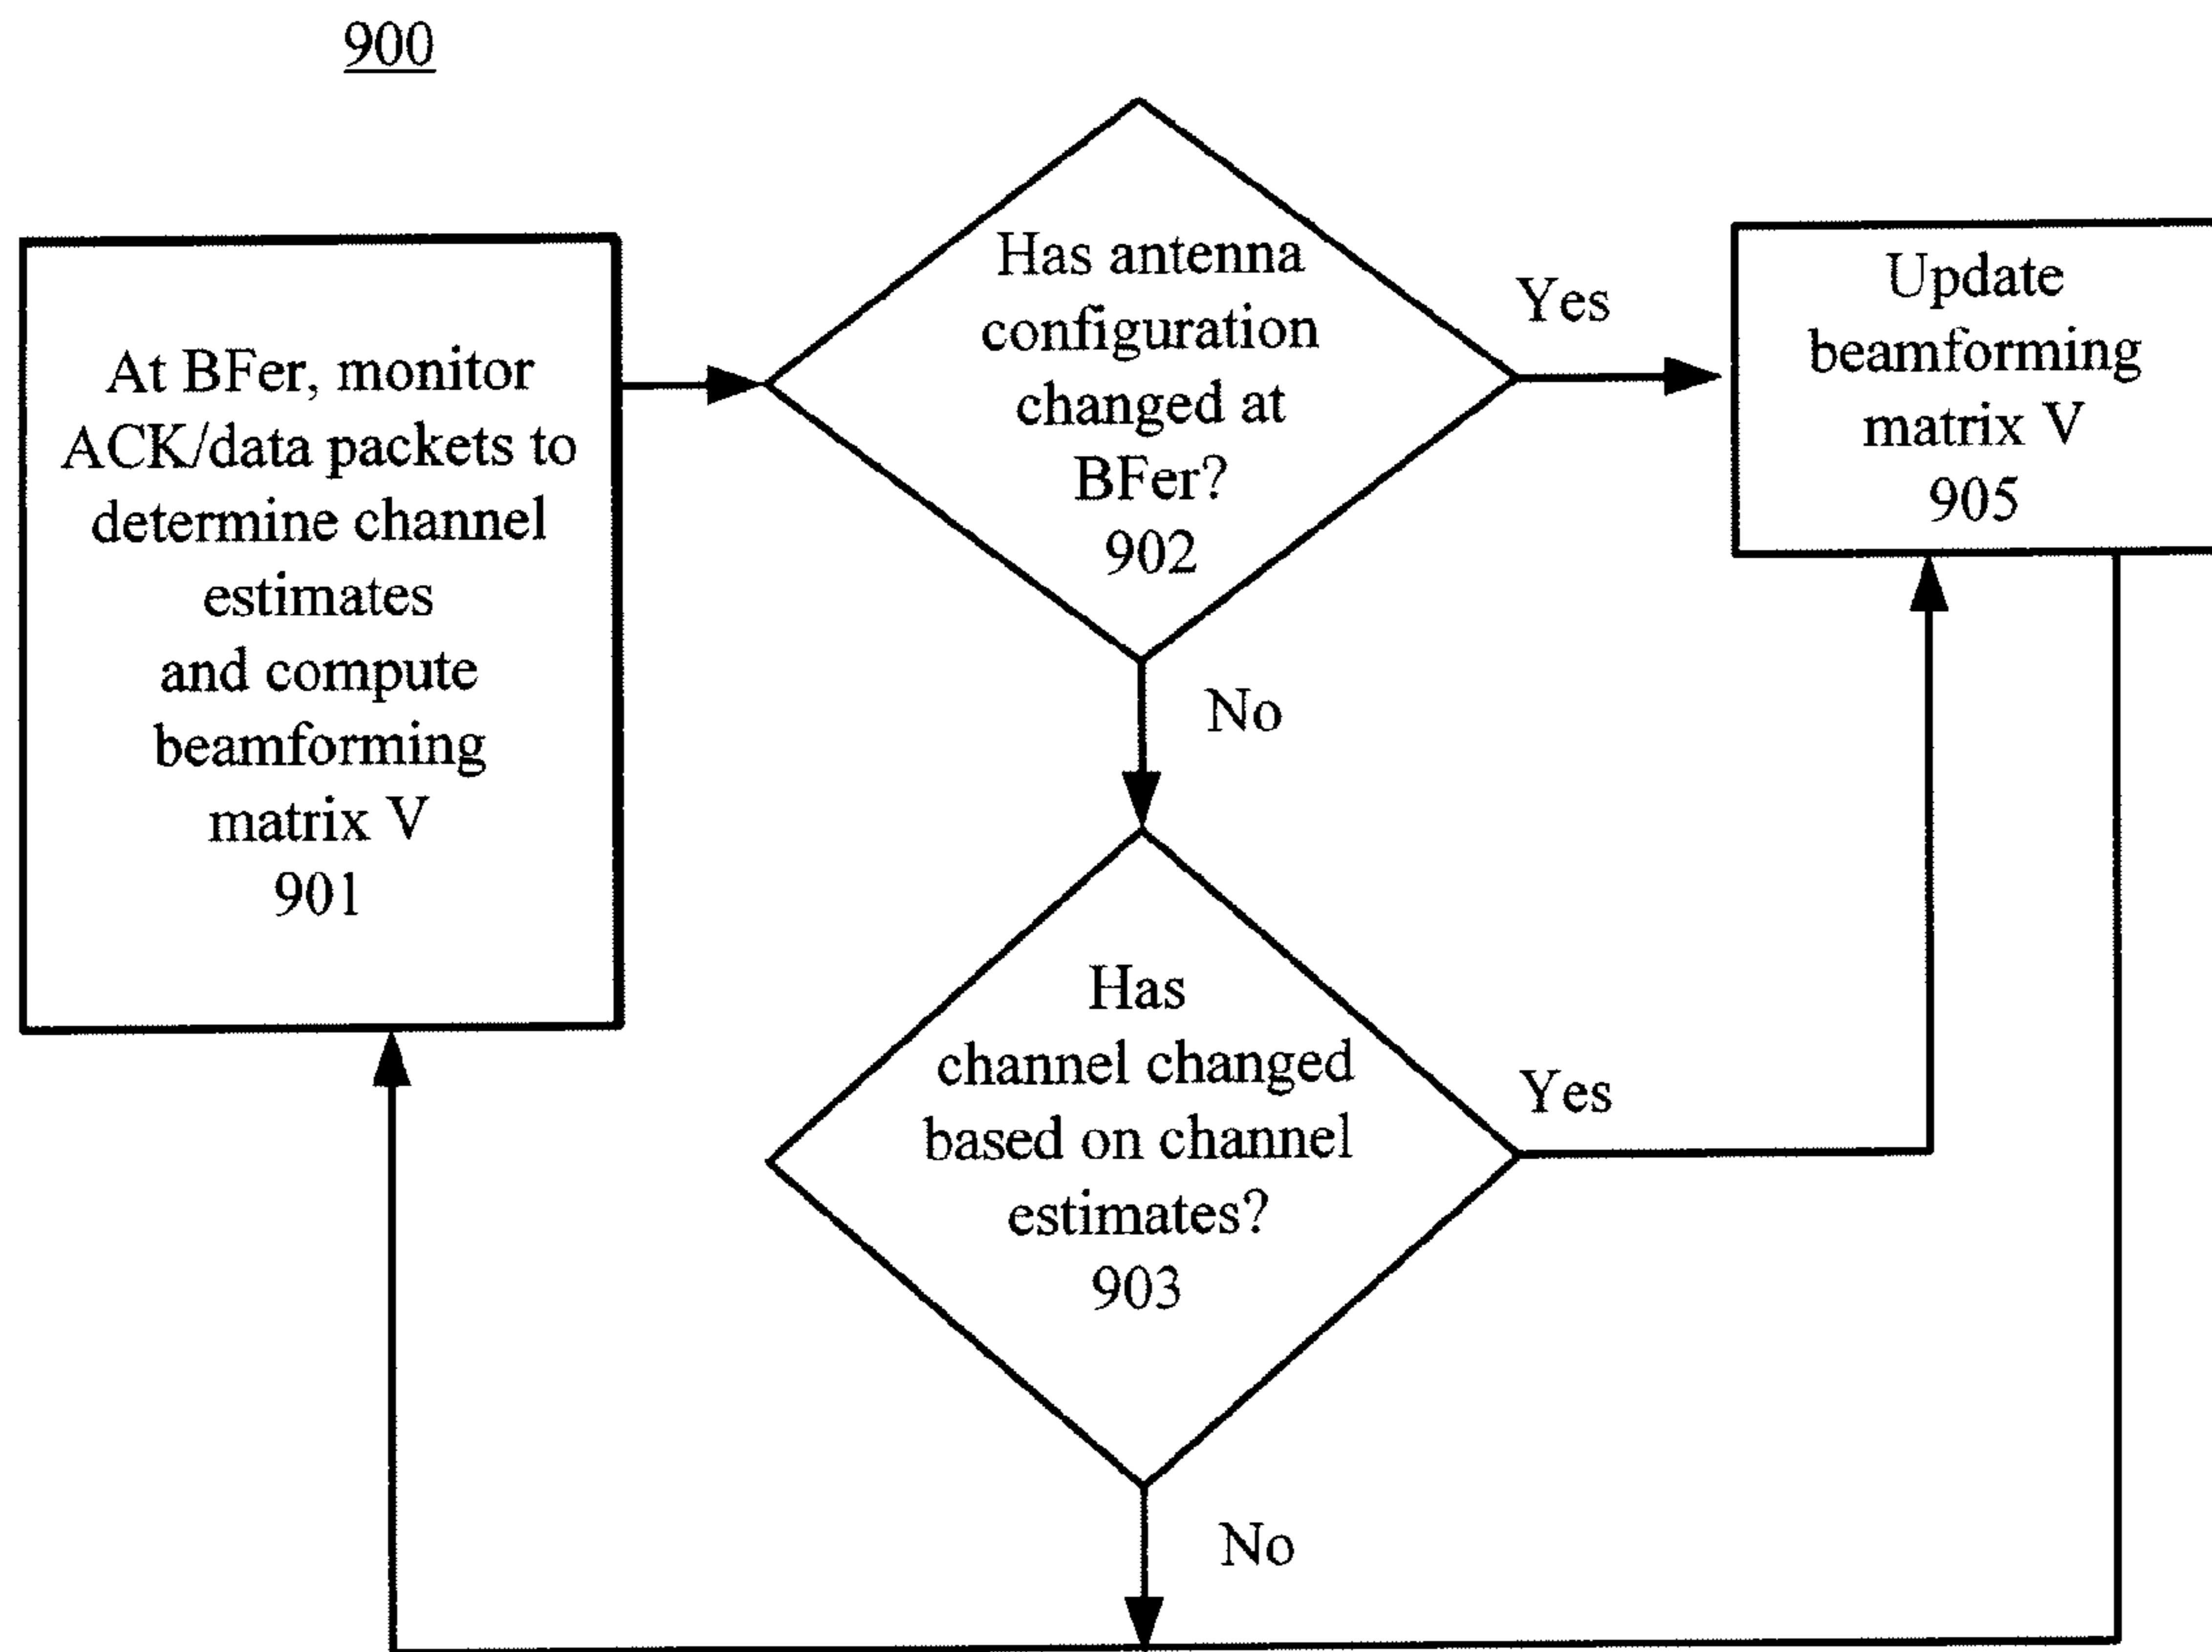 900
At BFer, monitor
ACK/data packets to
determine channel
estimates
and compute
beamforming
matrix V
901
Has antenna
configuration
changed at
BFer?
902
Yes
Update
beamforming
matrix V
905
No
Has
channel changed
based on channel
estimates?
903
Yes
No